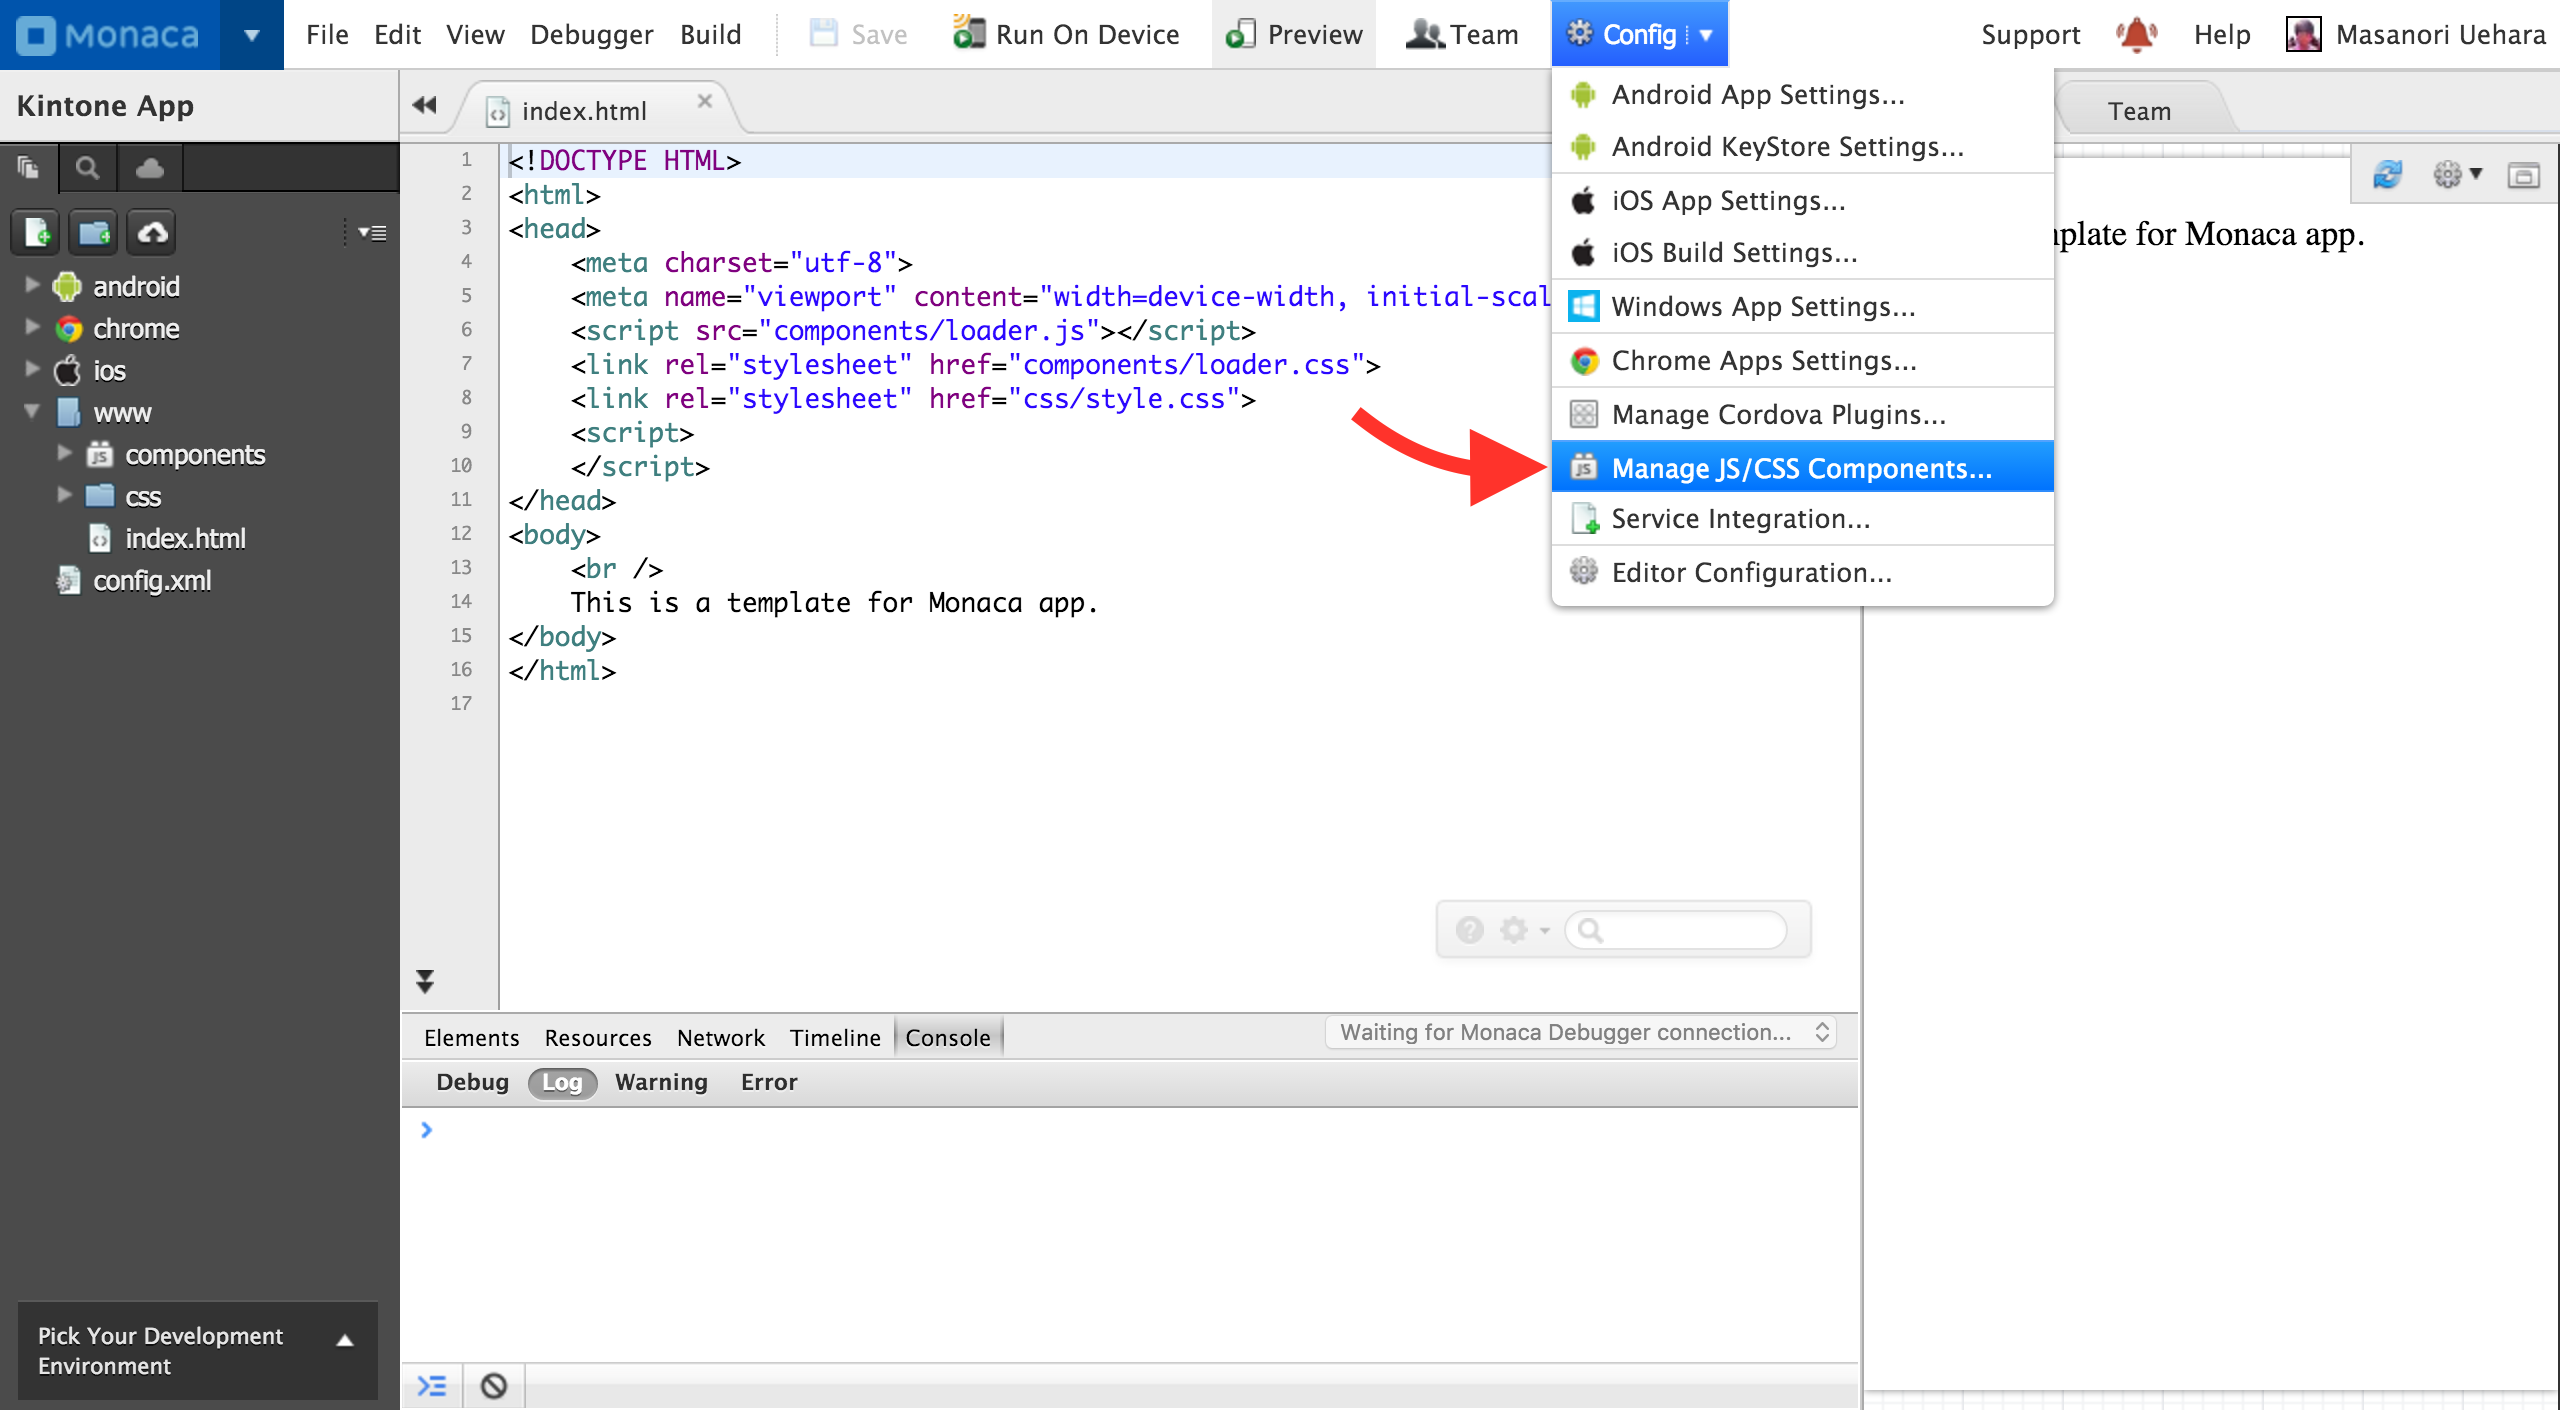 Monaca
File Edit View Debugger Build Save Run On Device Preview Team Config Support Help Masanori Uehara
Kintone App
index.html
Team
android
chrome
ios
www
components
JS
css
index.html
config.xml
1 <!DOCTYPE HTML>
2 <html>
3 <head>
4 <meta charset="utf-8">
5 <meta name="viewport" content="width=device-width, initial-scal
6 <script src="components/loader.js"></script>
7 <link rel="stylesheet" href="components/loader.css">
8 <link rel="stylesheet" href="css/style.css">
9 <script>
10 </script>
11 </head>
12 <body>
13 <br />
14 This is a template for Monaca app.
15 </body>
16 </html>
17
Android App Settings...
Android KeyStore Settings...
iOS App Settings...
iOS Build Settings...
Windows App Settings...
Chrome Apps Settings...
Manage Cordova Plugins...
JS Manage JS/CSS Components...
Service Integration...
Editor Configuration...
mplate for Monaca app.
Elements Resources Network Timeline Console Waiting for Monaca Debugger connection...
Debug Log Warning Error
Pick Your Development
Environment